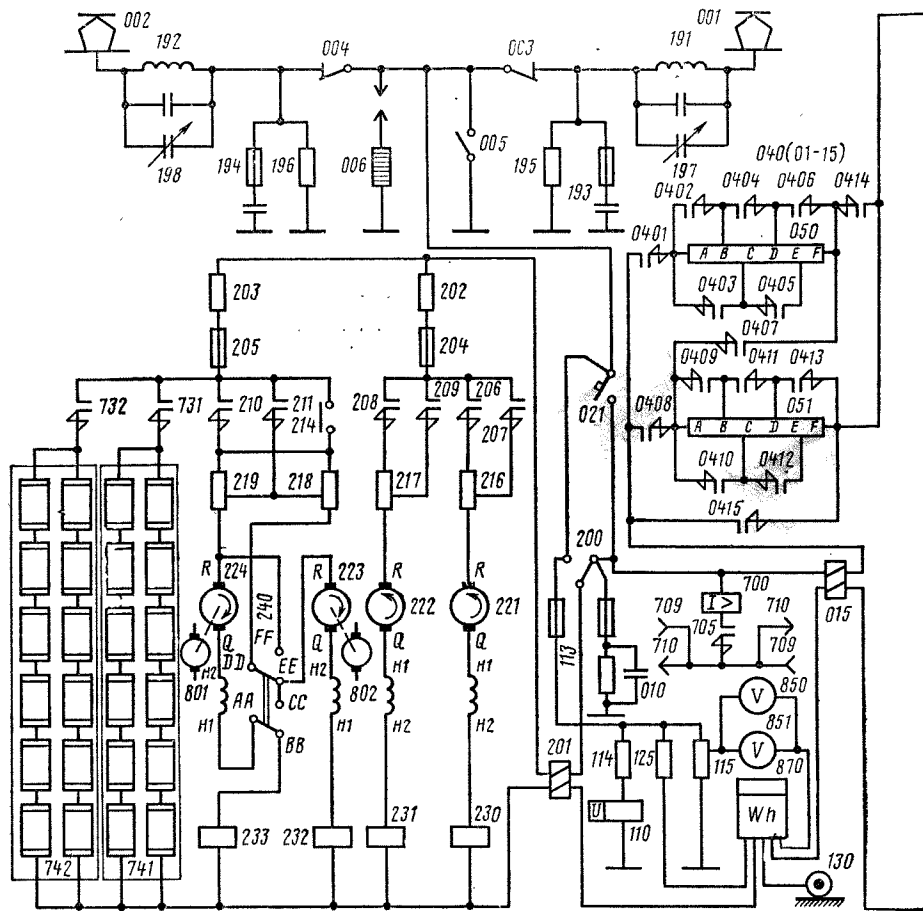 002
001
192
004
003
191
005
040(01-15)
198
194
196
006
195
193
197
0402
0404
0406
0414
0401
050
A B C D E F
0403
0405
0407
203
202
205
204
0409
0411
0413
732
731
210
211
214
208
209
206
207
021
0408
051
A B C D E F
0410
0412
0415
219
218
217
216
200
R
224
240
R
223
R
222
R
221
709
700
I>
710
015
705
710
709
Q
FF
Q
Q
Q
DD
EE
113
010
801
H2
802
H2
H1
H1
850
V
AA
CC
851
H1
BB
H1
H2
H2
V
870
201
114
125
115
Wh
U
110
233
232
231
230
742
741
130